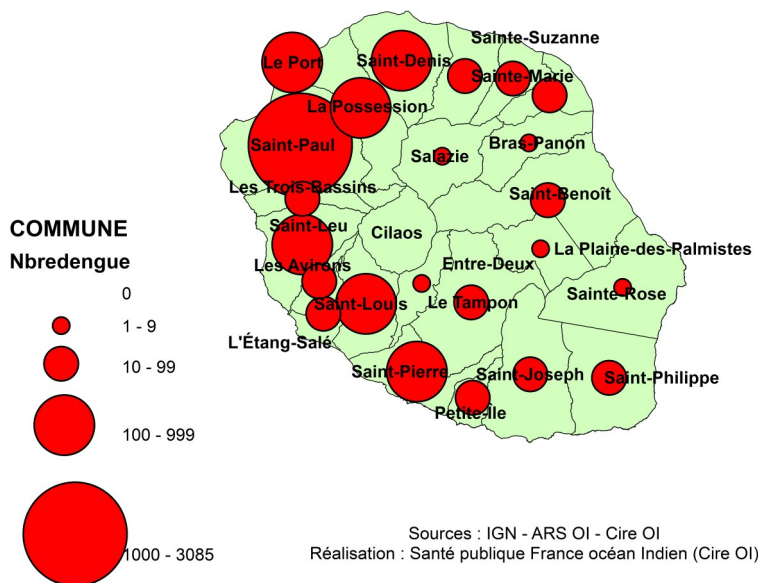 Sainte-Suzanne
Le Port
Saint-Denis
Sainte-Marie
La Possession
Saint-Paul
Bras-Panon
Salazie
Les Trois-Bassins
Saint-Benoît
Saint-Leu
Cilaos
COMMUNE
Nbredengue
La Plaine-des-Palmistes
Les Avirons
Entre-Deux
0
Sainte-Rose
Saint-Louis
Le Tampon
1 - 9
L'Étang-Salé
10 - 99
Saint-Pierre
Saint-Joseph
Saint-Philippe
Petite-Île
100 - 999
1000 - 3085
Sources : IGN - ARS OI - Cire OI
Réalisation : Santé publique France océan Indien (Cire OI)